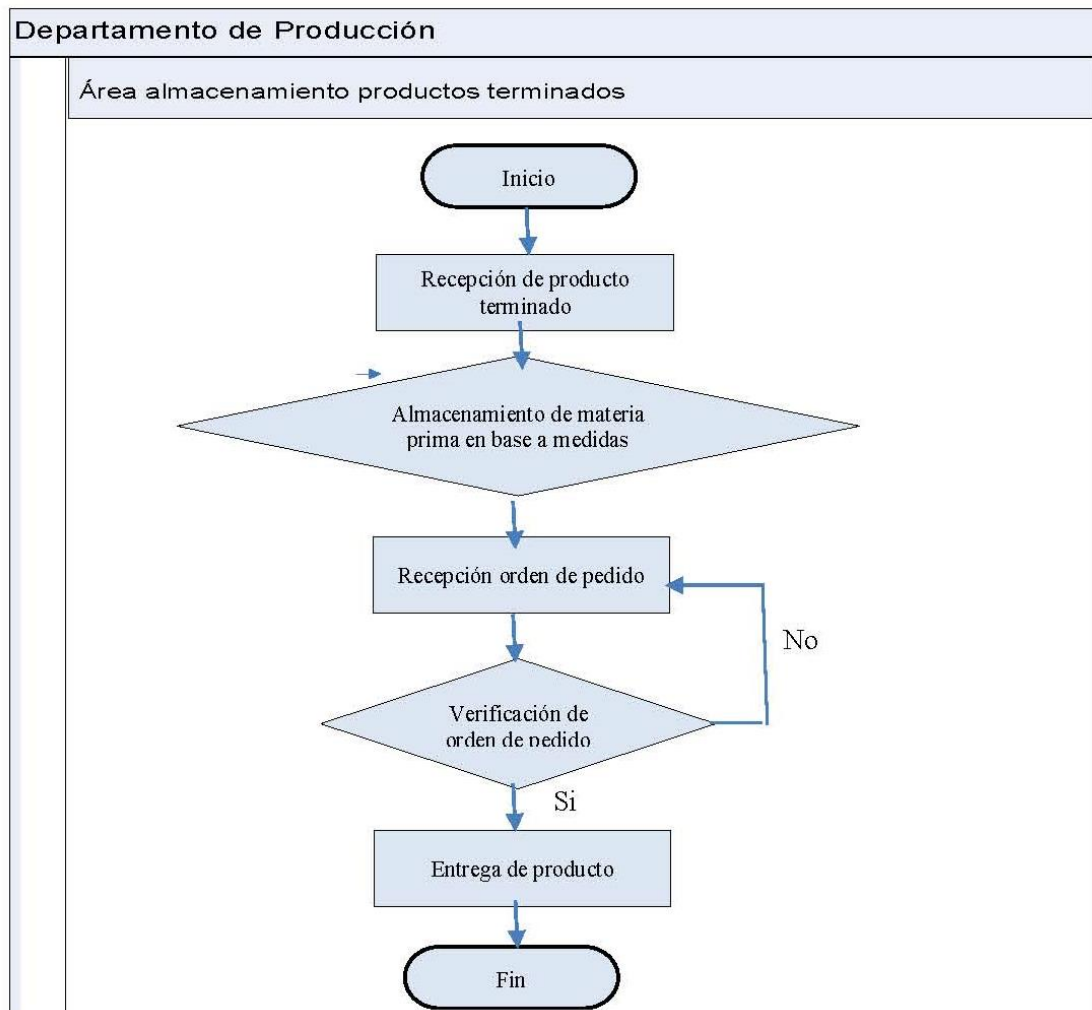 Departamento de Producción
Área almacenamiento productos terminados
Inicio
Recepción de producto
terminado
Almacenamiento de materia
prima en base a medidas
Recepción orden de pedido
No
Verificación de
orden de pedido
Si
Entrega de producto
Fin